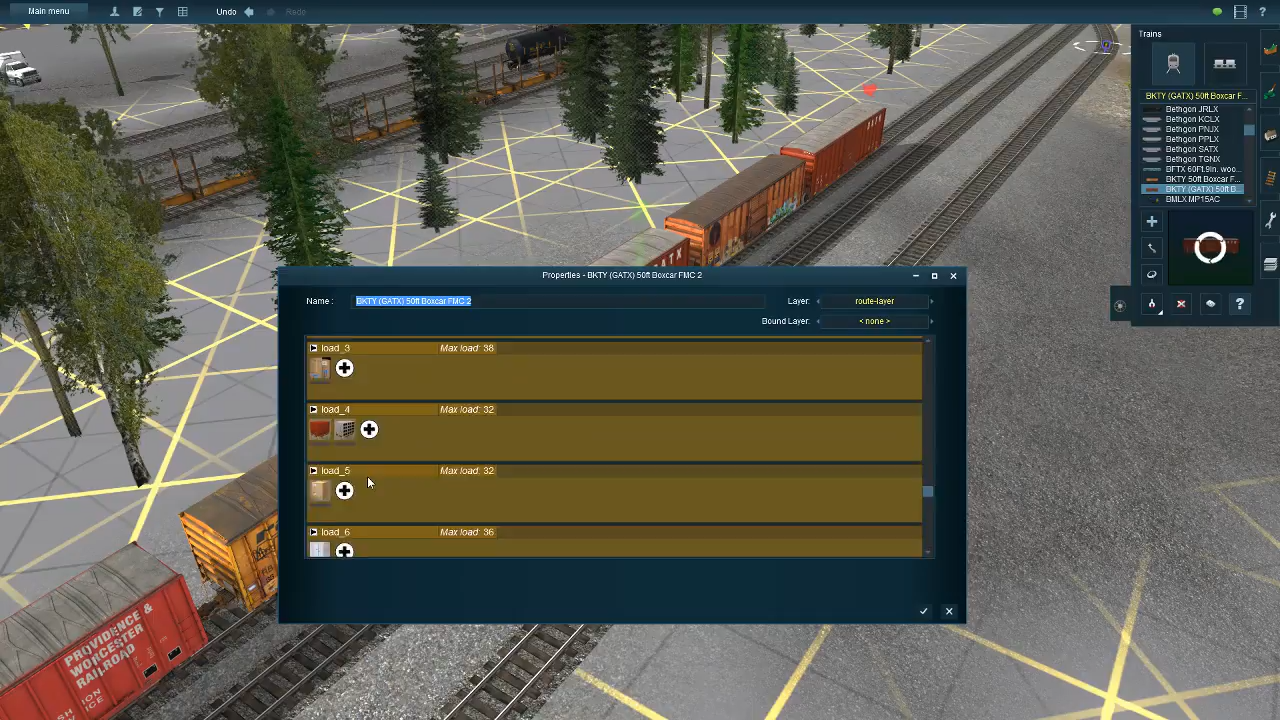 Main menu
Undo
Redo
Trains
BKTY (GATX) 50ft Boxcar F...
Bethgon JRLX
Bethgon KCLX
Bethgon PNJX
Bethgon PPLX
Bethgon SATX
Bethgon TGNX
BFTX 60Ft.9In. woo...
BKTY 50ft Boxcar F...
BKTY (GATX) 50ft B...
BMLX MP15AC
Properties - BKTY (GATX) 50ft Boxcar FMC 2
Name :
BKTY (GATX) 50ft Boxcar FMC 2
Layer:
route-layer
Bound Layer:
< none >
load_3
Max load: 38
load_4
Max load: 32
load_5
Max load: 32
load_6
Max load: 36
PROVIDENCE &
WORCESTER
RAILROAD